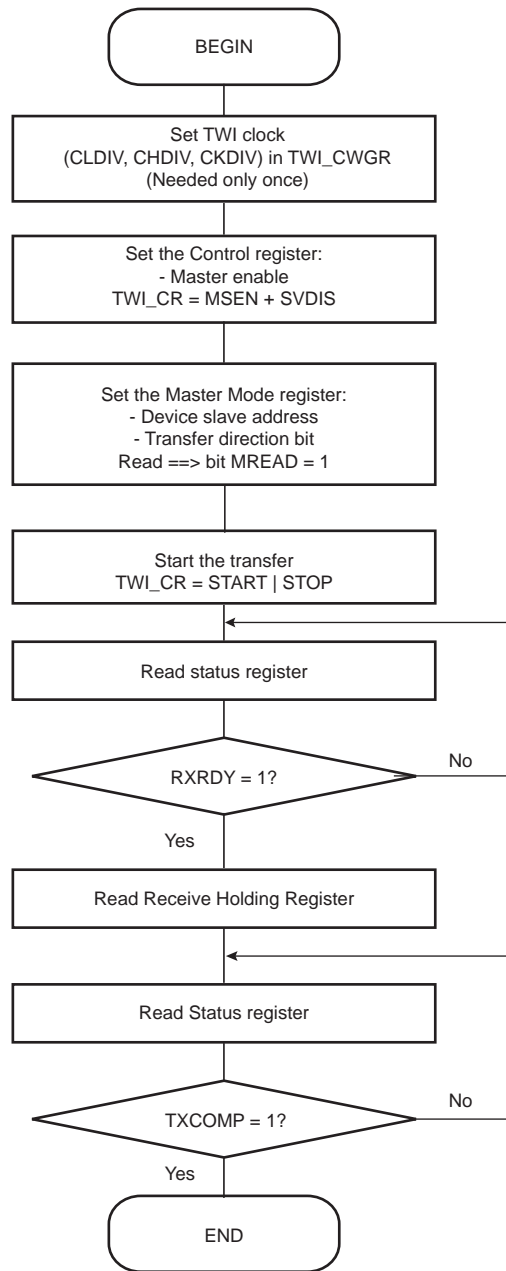 BEGIN
Set TWI clock
(CLDIV, CHDIV, CKDIV) in TWI_CWGR
(Needed only once)
Set the Control register:
- Master enable
TWI_CR = MSEN + SVDIS
Set the Master Mode register:
- Device slave address
- Transfer direction bit
Read ==> bit MREAD = 1
Start the transfer
TWI_CR = START | STOP
Read status register
RXRDY = 1?
No
Yes
Read Receive Holding Register
Read Status register
TXCOMP = 1?
No
Yes
END